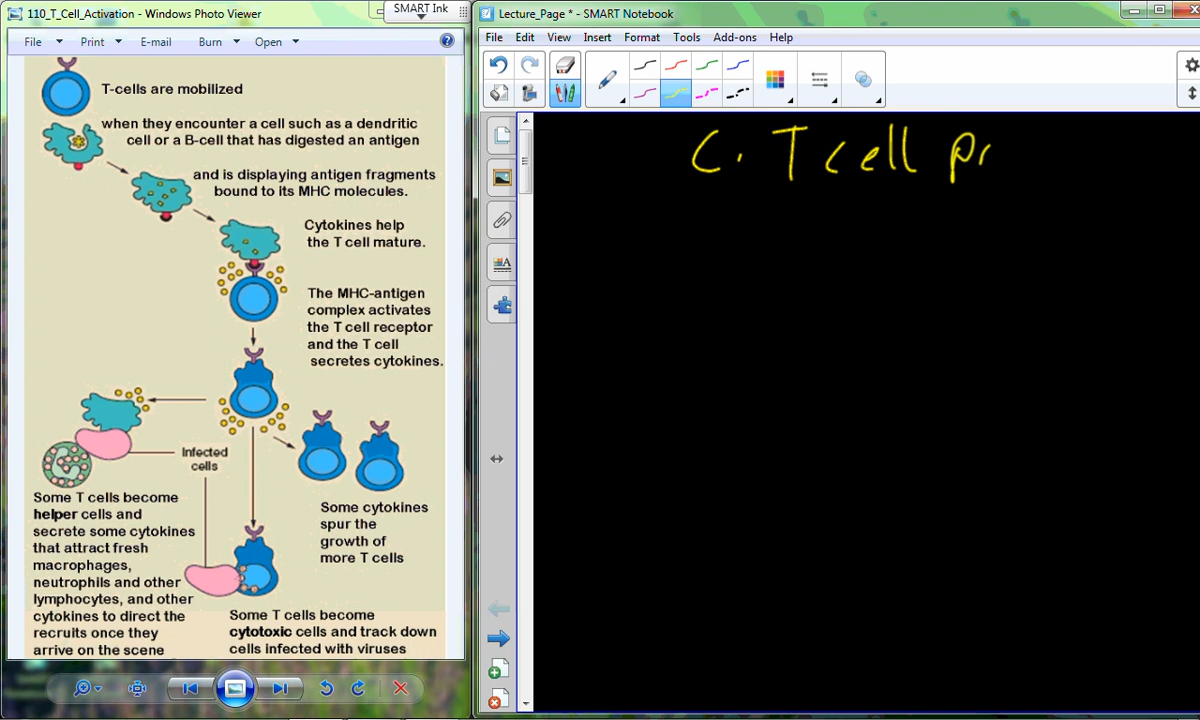 110_T_Cell_Activation - Windows Photo Viewer
SMART Ink
File Print E-mail Burn Open
T-cells are mobilized
when they encounter a cell such as a dendritic
cell or a B-cell that has digested an antigen
and is displaying antigen fragments
bound to its MHC molecules.
Cytokines help
the T cell mature.
The MHC-antigen
complex activates
the T cell receptor
and the T cell
secretes cytokines.
Infected
cells
Some T cells become
helper cells and
secrete some cytokines
that attract fresh
macrophages,
neutrophils and other
lymphocytes, and other
cytokines to direct the
recruits once they
arrive on the scene
Some cytokines
spur the
growth of
more T cells
Some T cells become
cytotoxic cells and track down
cells infected with viruses
Lecture_Page * - SMART Notebook
File Edit View Insert Format Tools Add-ons Help
C. T cell pr